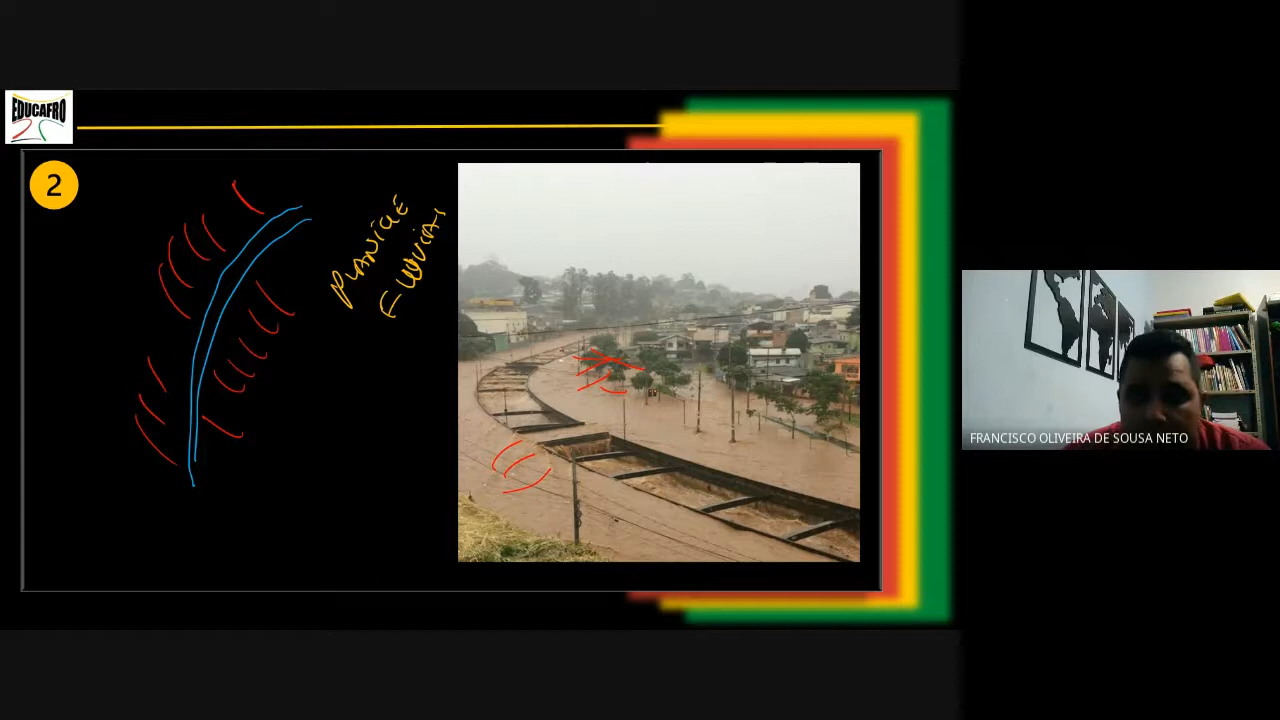 EDUCAFRO
2
PLANÍCIE
FLUVIAL
FRANCISCO OLIVEIRA DE SOUSA NETO